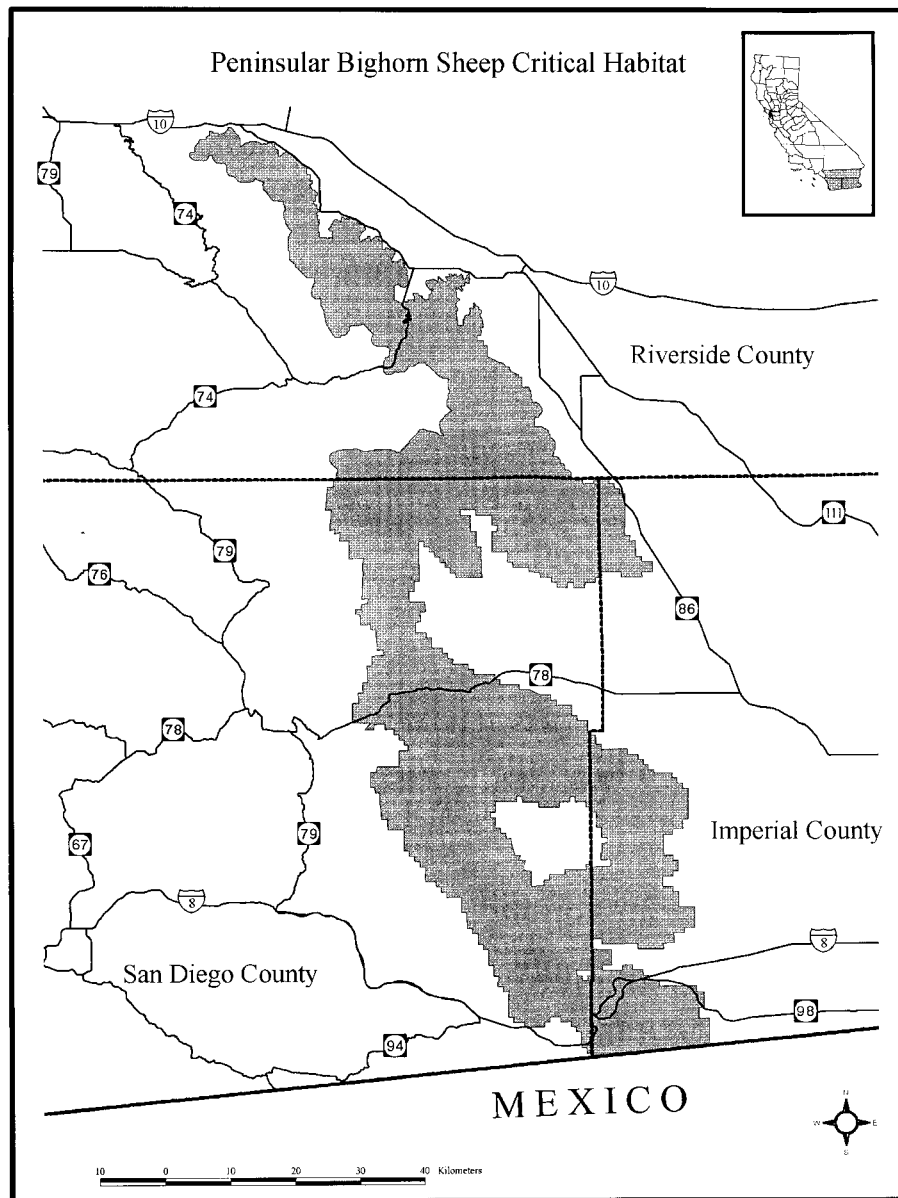 Peninsular Bighorn Sheep Critical Habitat
10
79
74
10
Riverside County
74
111
79
76
86
78
78
79
67
Imperial County
8
8
San Diego County
98
94
MEXICO
N
W E
S
10 0 10 20 30 40 Kilometers